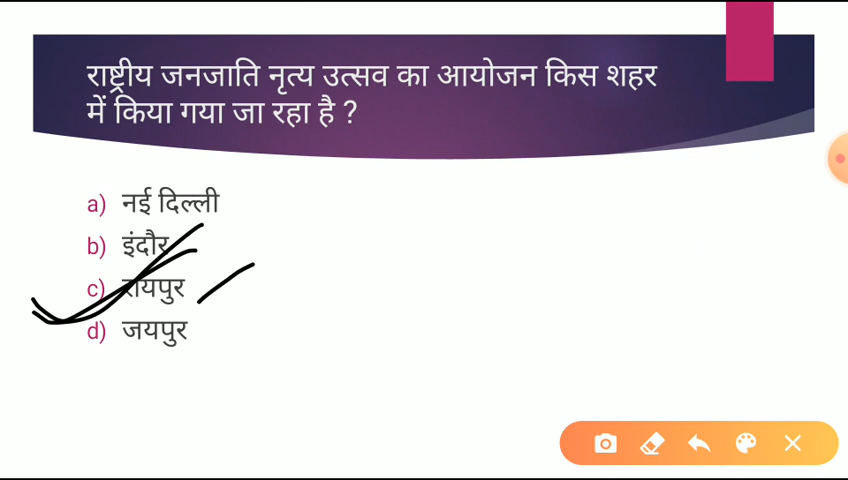 राष्ट्रीय जनजाति नृत्य उत्सव का आयोजन किस शहर
में किया गया जा रहा है ?
a) नई दिल्ली
b) इंदौर
c) रायपुर
d) जयपुर